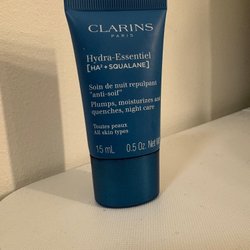 CLARINS
PARIS
Hydra-Essentiel
[HA² + SQUALANE]
Soin de nuit repulpant
"anti-soif"
Plumps, moisturizes and
quenches, night care
Toutes peaux
All skin types
15 mL 0.5 Oz. Net